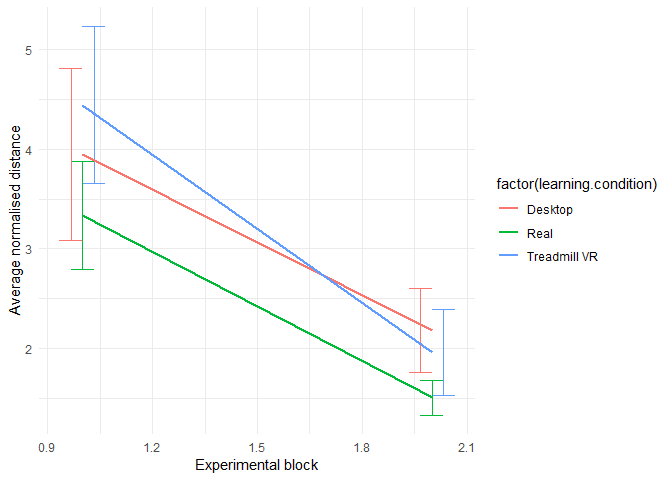 Average normalised distance
5
4
3
2
0.9 1.2 1.5 1.8 2.1
Experimental block
factor(learning.condition)
Desktop
Real
Treadmill VR